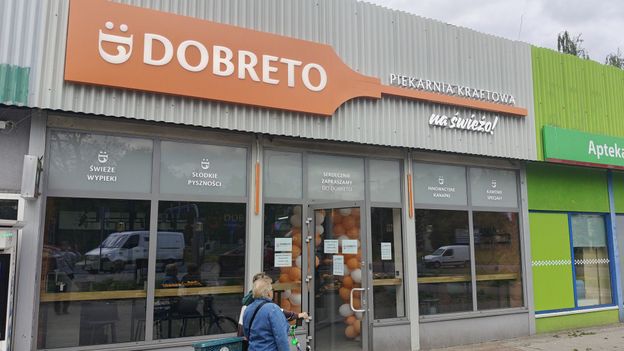 DOBRETO
PIEKARNIA KRAFTOWA
na świeżo!
Apteka
ŚWIEŻE
WYPIEKI
SŁODKIE
PYSZNOŚCI
SERDECZNIE
ZAPRASZAMY
DO DOBRETO
INNOWACYJNE
KANAPKI
KAWOWE
SPECJAŁY